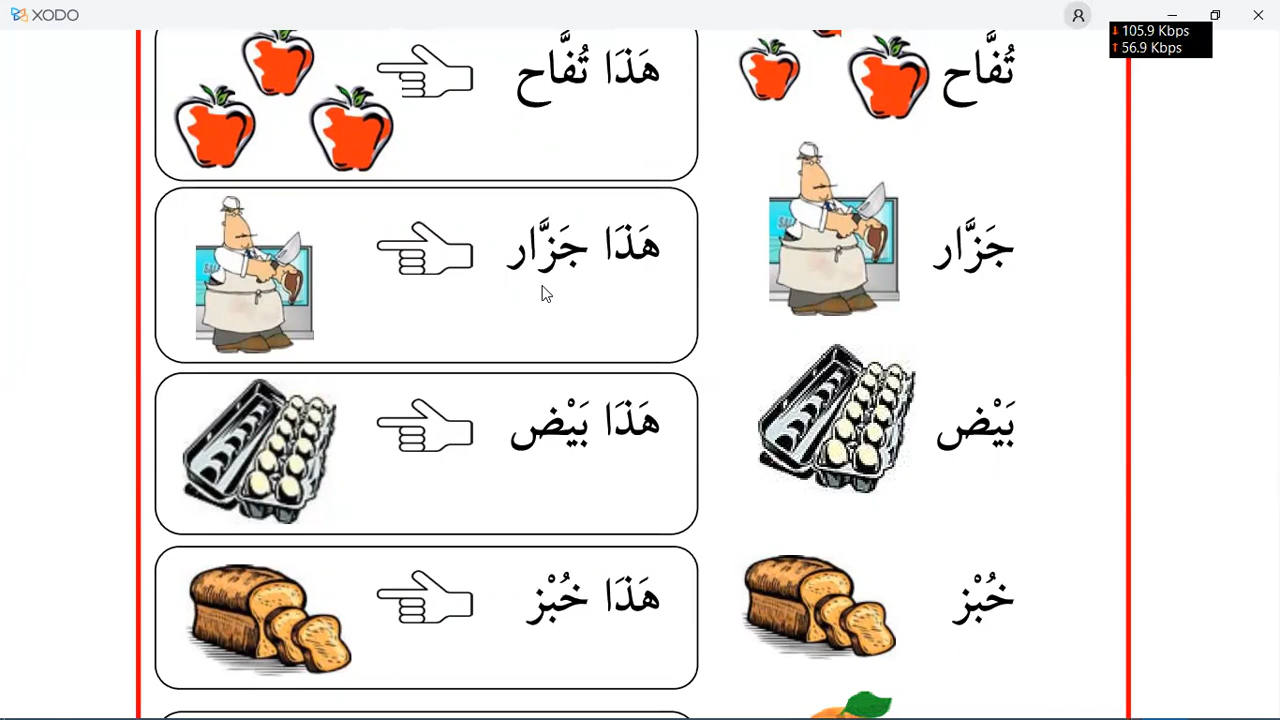 XODO
105.9 Kbps
56.9 Kbps
تُفَّاح
هَذَا تُفَّاح
جَزَّار
هَذَا جَزَّار
بَيْض
هَذَا بَيْض
خُبْز
هَذَا خُبْز